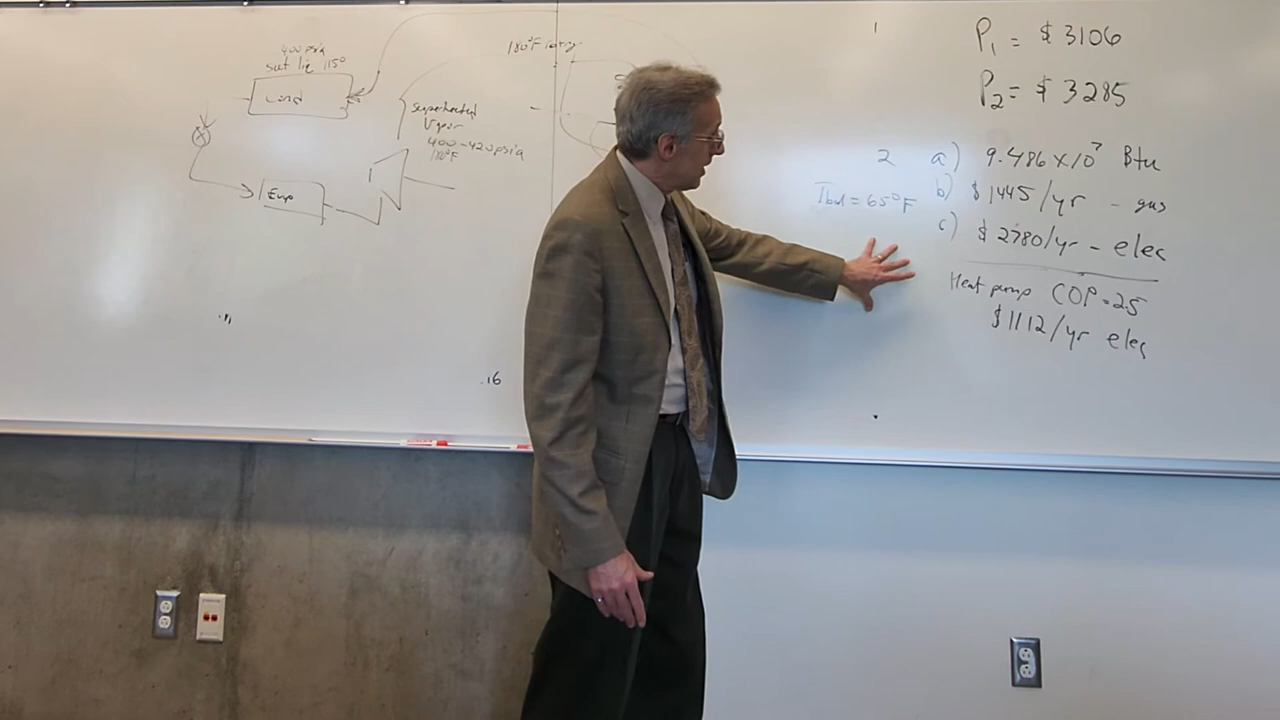 400 psia
sat liq 115°
Cond
Evap
superheated
Vapor
400-420 psia
180°F
180°F
.16
1
P₁ = $ 3106
P₂ = $ 3285
2 a) 9.486 x 10⁷ Btu
Tbal = 65°F
b) $1445/yr - gas
c) $ 2780/yr - elec
Heat pump COP = 2.5
$1112/yr elec